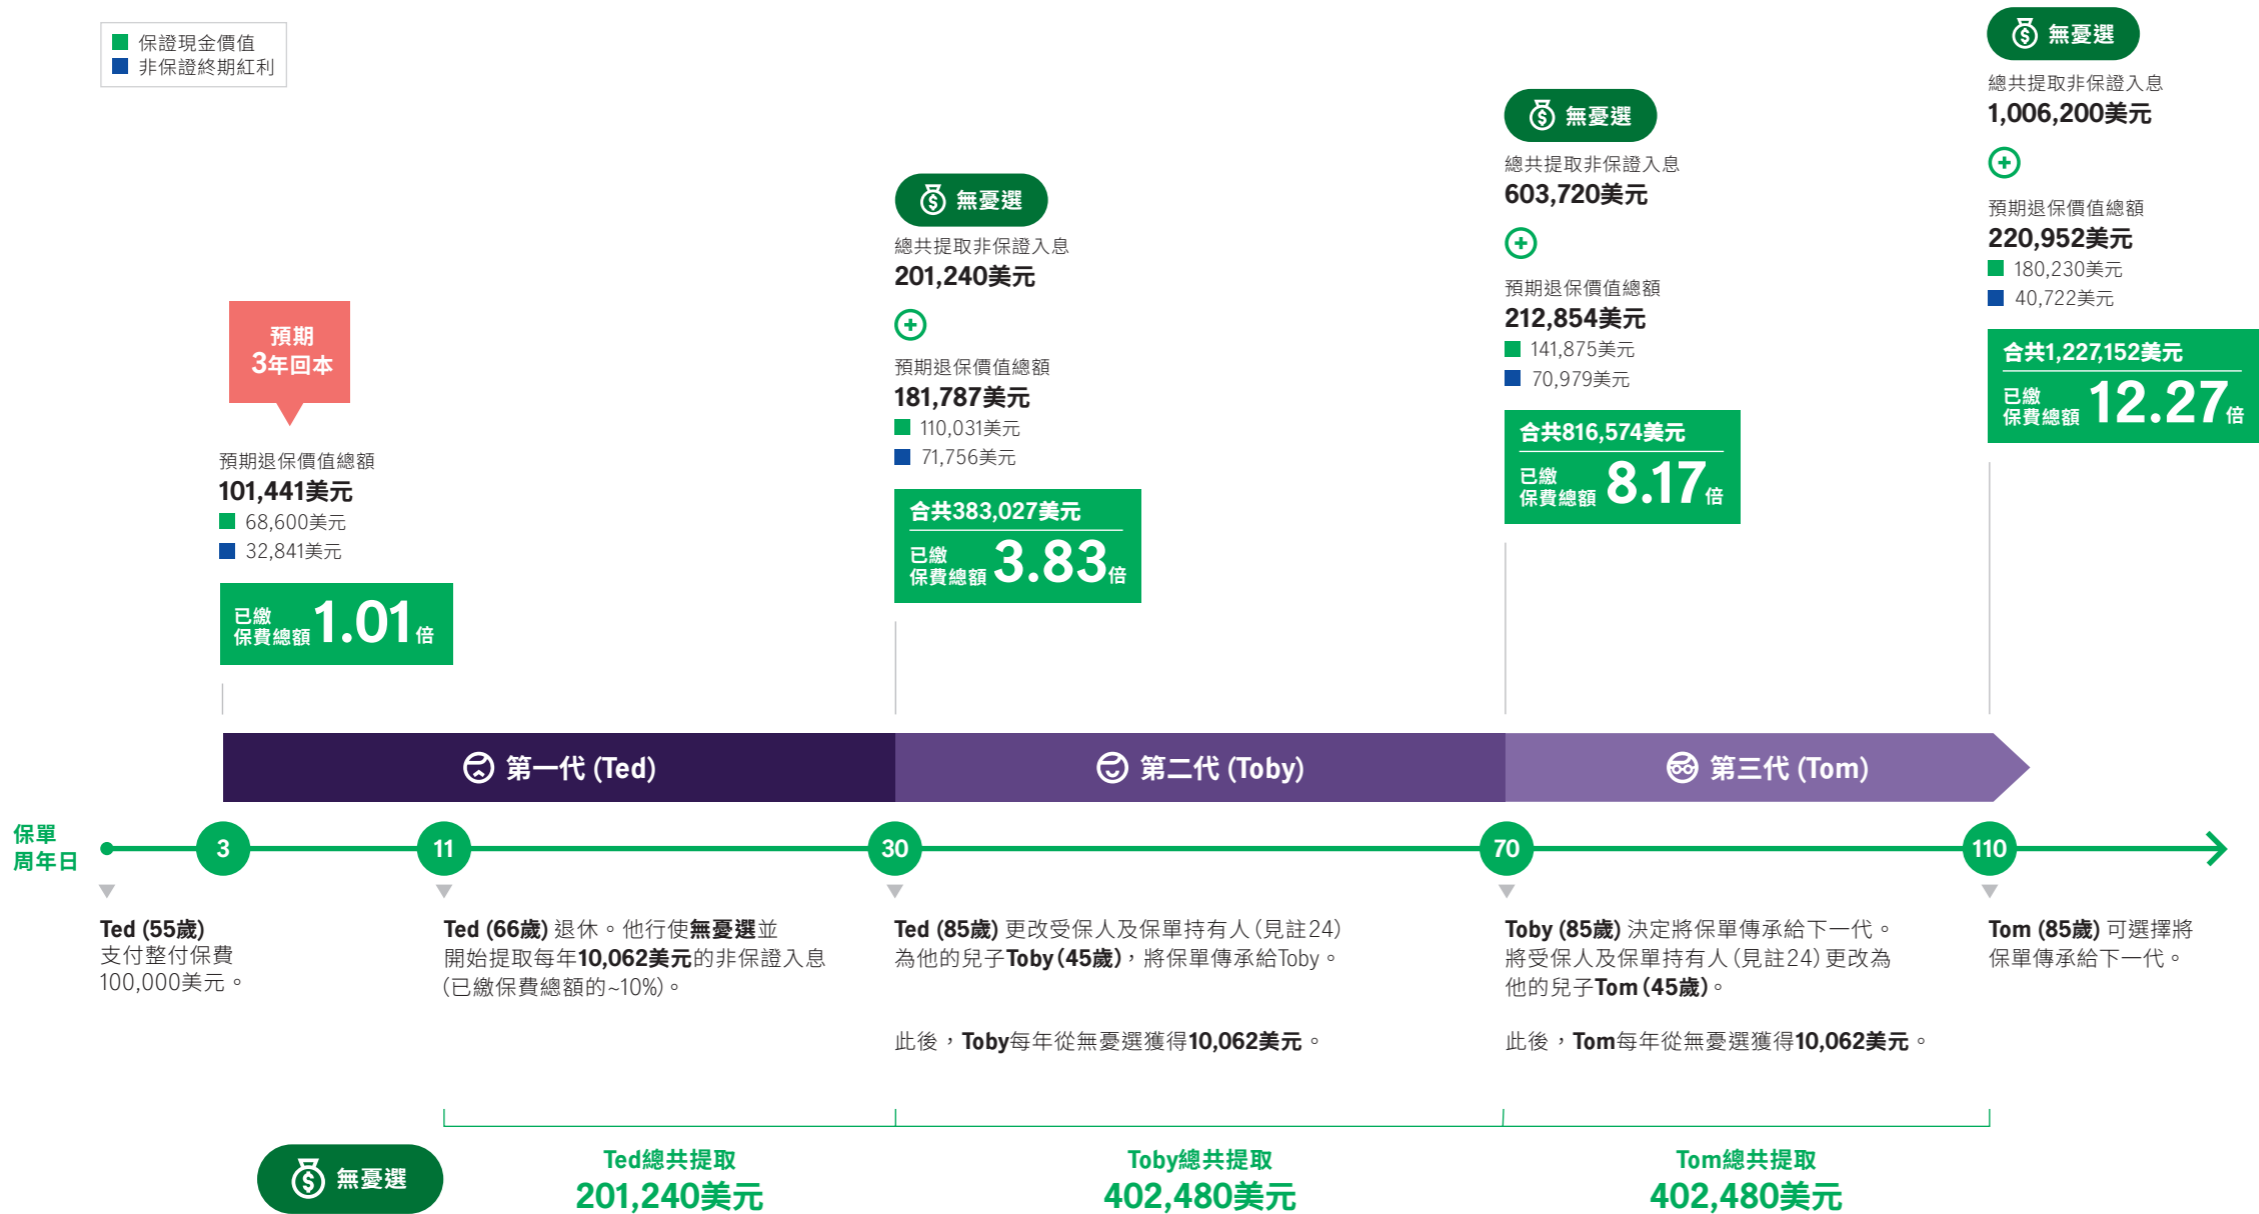 保證現金價值
非保證終期紅利
預期
3年回本
預期退保價值總額
101,441美元
68,600美元
32,841美元
已繳
保費總額 1.01倍
無憂選
總共提取非保證入息
201,240美元
預期退保價值總額
181,787美元
110,031美元
71,756美元
合共383,027美元
已繳
保費總額 3.83倍
無憂選
總共提取非保證入息
603,720美元
預期退保價值總額
212,854美元
141,875美元
70,979美元
合共816,574美元
已繳
保費總額 8.17倍
無憂選
總共提取非保證入息
1,006,200美元
預期退保價值總額
220,952美元
180,230美元
40,722美元
合共1,227,152美元
已繳
保費總額 12.27倍
第一代 (Ted)
第二代 (Toby)
第三代 (Tom)
保單
周年日
3
11
30
70
110
Ted (55歲)
支付整付保費
100,000美元。
Ted (66歲) 退休。他行使無憂選並
開始提取每年10,062美元的非保證入息
(已繳保費總額的~10%)。
Ted (85歲) 更改受保人及保單持有人 (見註24)
為他的兒子Toby (45歲)，將保單傳承給Toby。
此後，Toby每年從無憂選獲得10,062美元。
Toby (85歲) 決定將保單傳承給下一代。
將受保人及保單持有人 (見註24) 更改為
他的兒子Tom (45歲)。
此後，Tom每年從無憂選獲得10,062美元。
Tom (85歲) 可選擇將
保單傳承給下一代。
無憂選
Ted總共提取
201,240美元
Toby總共提取
402,480美元
Tom總共提取
402,480美元